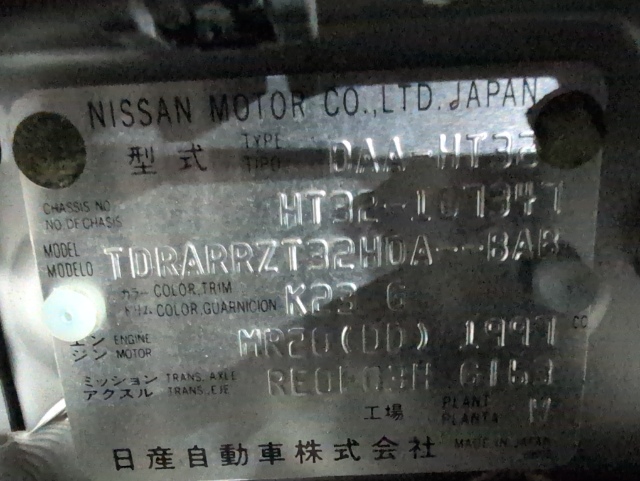 NISSAN MOTOR CO.,LTD. JAPAN
型式 TYPE TIPO DAA-HT32
CHASSIS NO. NO. DE CHASIS HT32-107347
MODEL MODELO TDRARRZT32HDA---BAB
カラー COLOR,TRIM トリム COLOR,GUARNICION K23 G
エンジン ENGINE MOTOR MR20(DD) 1997 CC
ミッション アクスル TRANS. AXLE TRANS. EJE
工場 PLANT PLANTA
日産自動車株式会社 MADE IN JAPAN